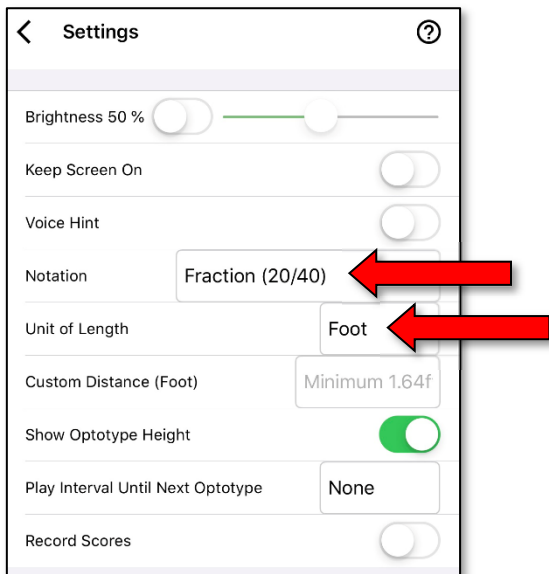 Settings
Brightness 50 %
Keep Screen On
Voice Hint
Notation Fraction (20/40)
Unit of Length Foot
Custom Distance (Foot) Minimum 1.64f
Show Optotype Height
Play Interval Until Next Optotype None
Record Scores